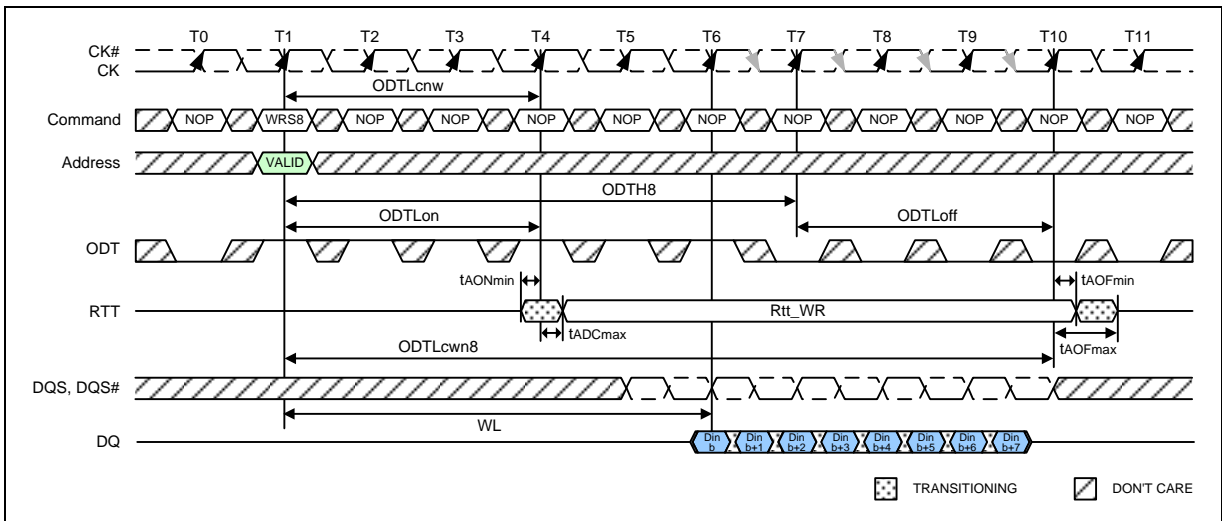 T0 T1 T2 T3 T4 T5 T6 T7 T8 T9 T10 T11
CK#
CK
ODTLcnw
Command NOP WRS8 NOP NOP NOP NOP NOP NOP NOP NOP NOP NOP
Address VALID
ODTH8
ODTLon ODTLoff
ODT
tAONmin tAOFmin
RTT Rtt_WR
tADCmax
ODTLcwn8 tAOFmax
DQS, DQS#
WL
DQ Din b Din b+1 Din b+2 Din b+3 Din b+4 Din b+5 Din b+6 Din b+7
TRANSITIONING DON'T CARE